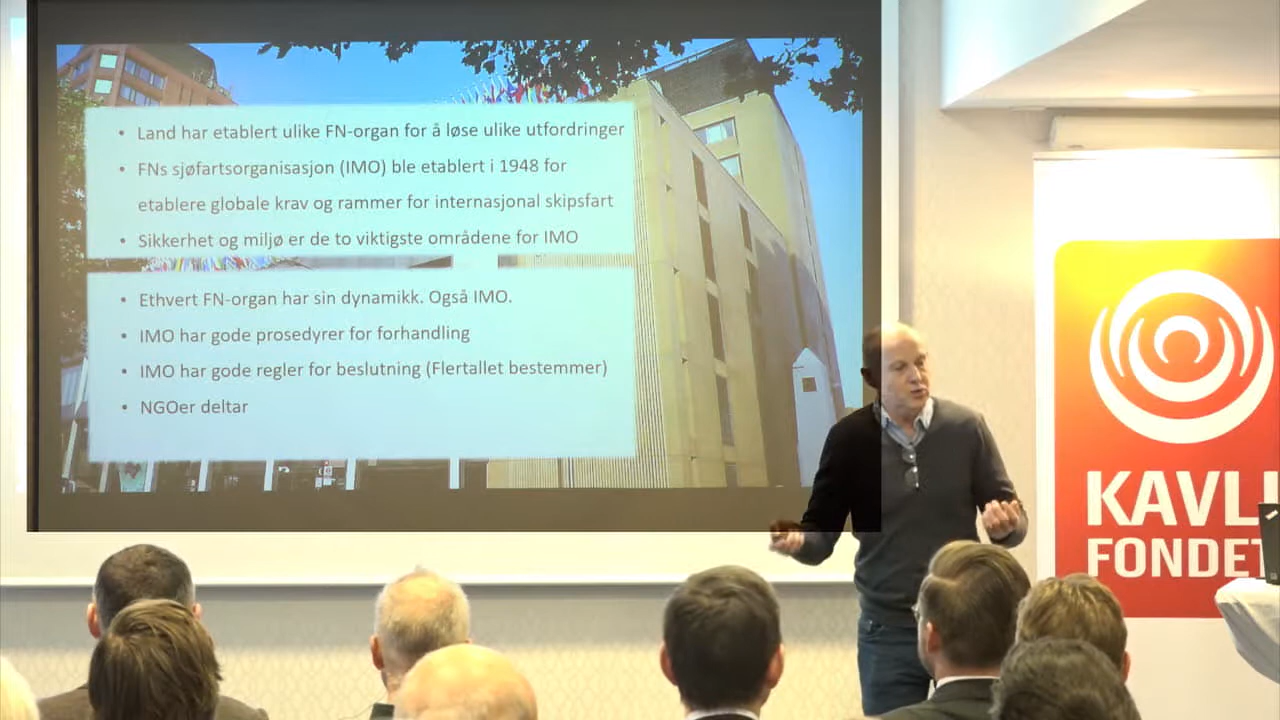 • Land har etablert ulike FN-organ for å løse ulike utfordringer
• FNs sjøfartsorganisasjon (IMO) ble etablert i 1948 for
etablere globale krav og rammer for internasjonal skipsfart
• Sikkerhet og miljø er de to viktigste områdene for IMO
• Ethvert FN-organ har sin dynamikk. Også IMO.
• IMO har gode prosedyrer for forhandling
• IMO har gode regler for beslutning (Flertallet bestemmer)
• NGOer deltar
KAVLI
FONDET